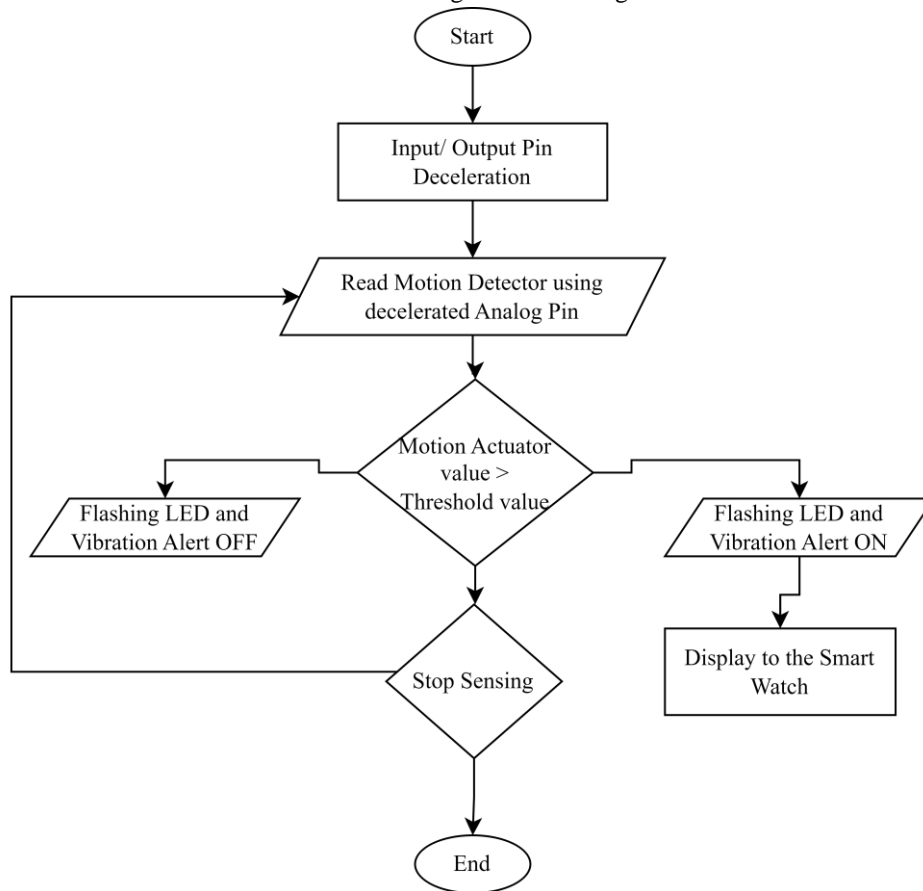 Start
Input/ Output Pin
Deceleration
Read Motion Detector using
decelerated Analog Pin
Motion Actuator
value >
Threshold value
Flashing LED and
Vibration Alert OFF
Flashing LED and
Vibration Alert ON
Display to the Smart
Watch
Stop Sensing
End